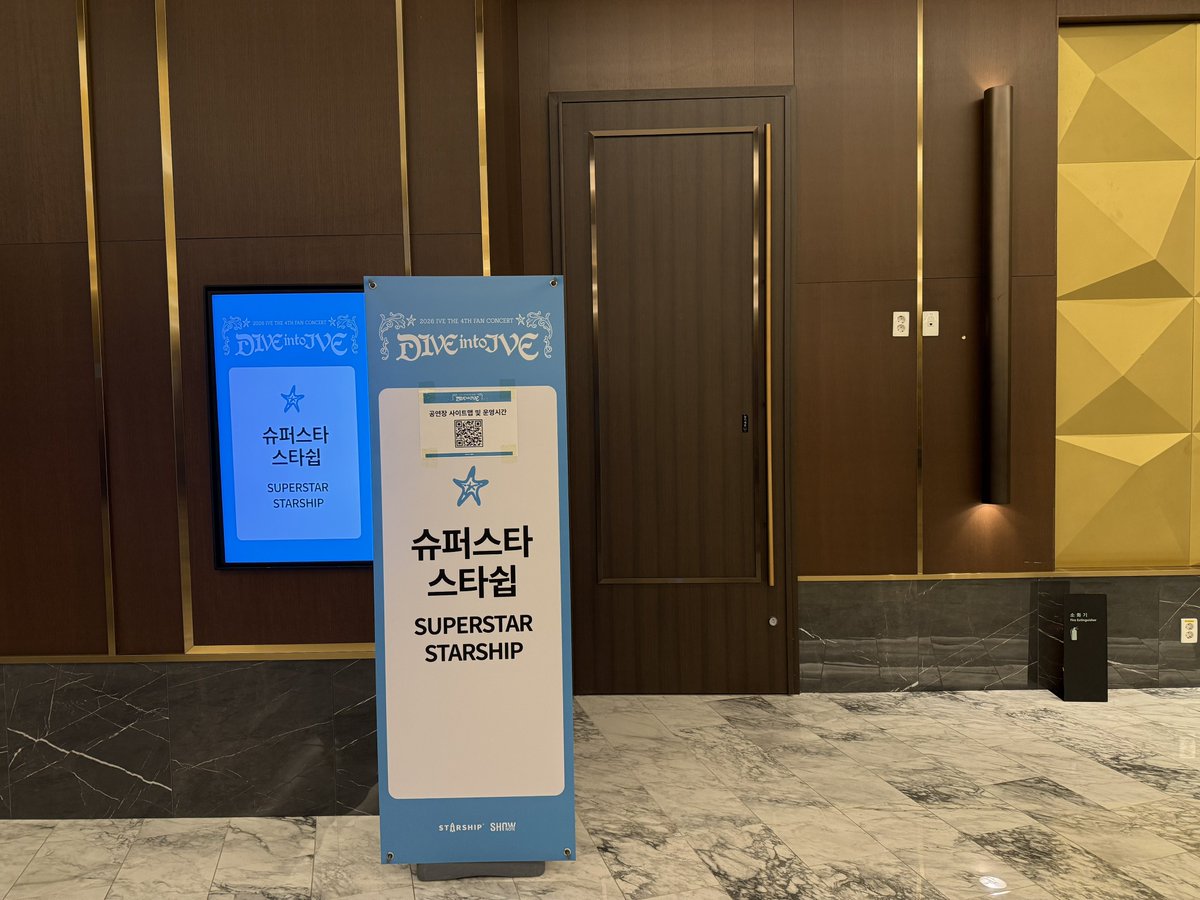 2026 IVE THE 4TH FAN CONCERT
DIVE into IVE
슈퍼스타
스타쉽
SUPERSTAR
STARSHIP
2026 IVE THE 4TH FAN CONCERT
DIVE into IVE
공연장 사이트맵 및 운영시간
슈퍼스타
스타쉽
SUPERSTAR
STARSHIP
STARSHIP SHOW
소화기
Fire Extinguisher